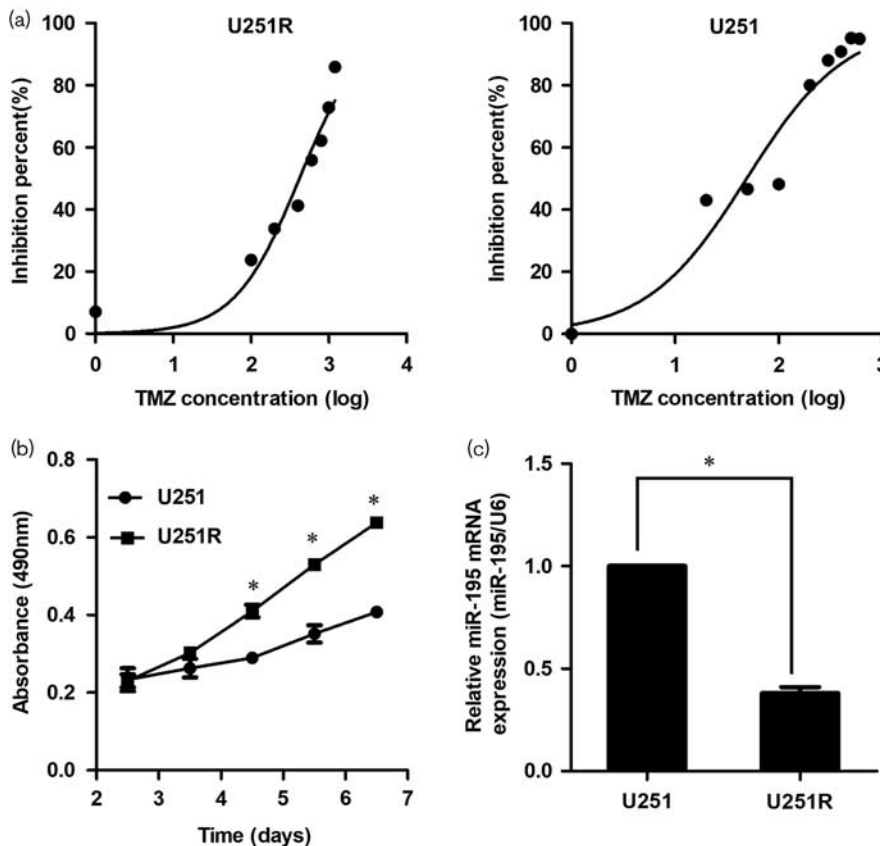 (a)
U251R
100
80
60
40
20
0
Inhibition percent(%)
0 1 2 3 4
TMZ concentration (log)
U251
100
80
60
40
20
0
Inhibition percent(%)
0 1 2 3
TMZ concentration (log)
(b)
0.8
0.6
0.4
0.2
0.0
Absorbance (490nm)
U251
U251R
*
*
*
2 3 4 5 6 7
Time (days)
(c)
1.5
1.0
0.5
0.0
Relative miR-195 mRNA
expression (miR-195/U6)
*
U251 U251R